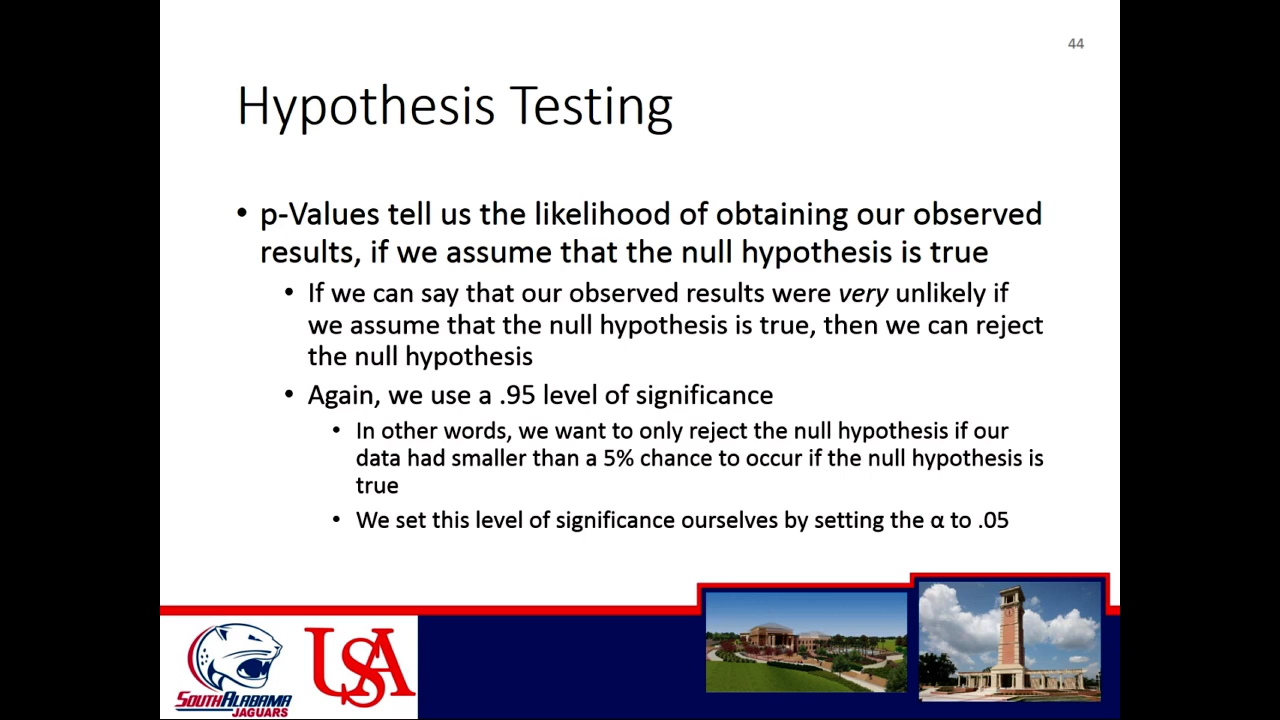 44
Hypothesis Testing
• p-Values tell us the likelihood of obtaining our observed
results, if we assume that the null hypothesis is true
• If we can say that our observed results were very unlikely if
we assume that the null hypothesis is true, then we can reject
the null hypothesis
• Again, we use a .95 level of significance
• In other words, we want to only reject the null hypothesis if our
data had smaller than a 5% chance to occur if the null hypothesis is
true
• We set this level of significance ourselves by setting the α to .05
SOUTH ALABAMA
JAGUARS
USA